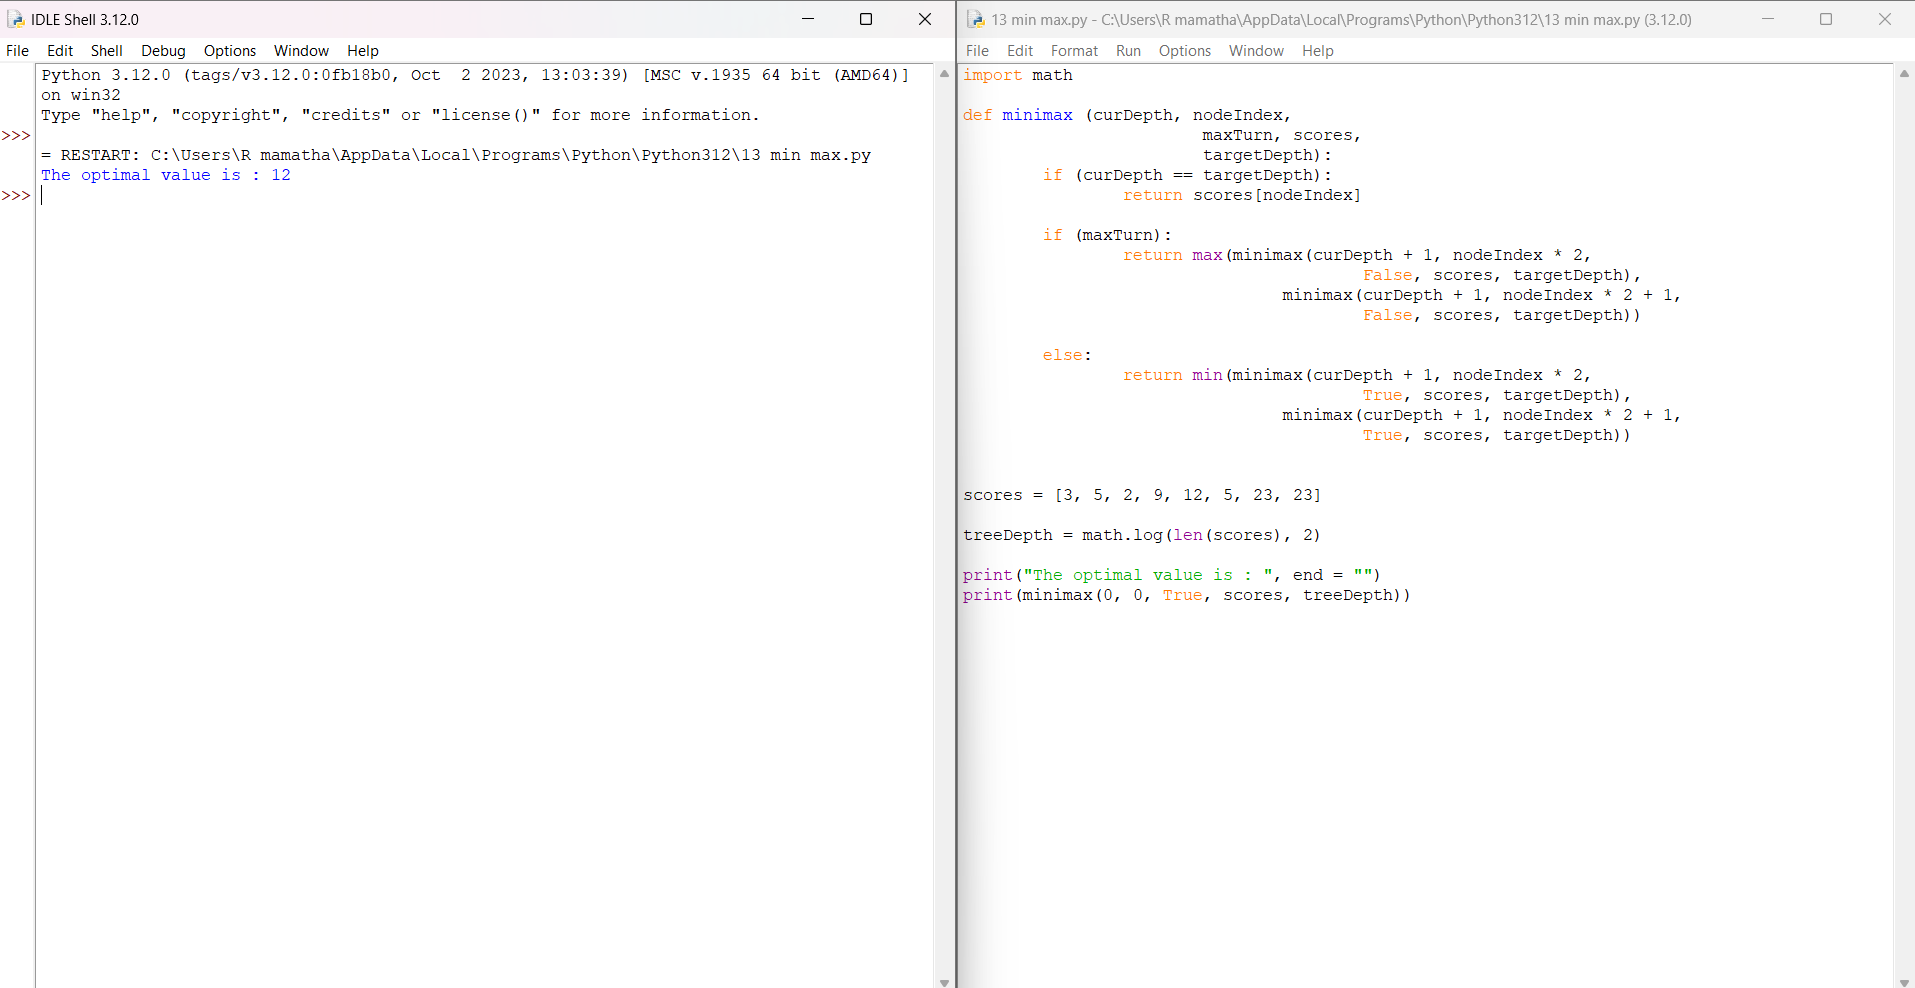 IDLE Shell 3.12.0
File Edit Shell Debug Options Window Help
Python 3.12.0 (tags/v3.12.0:0fb18b0, Oct  2 2023, 13:03:39) [MSC v.1935 64 bit (AMD64)]
on win32
Type "help", "copyright", "credits" or "license()" for more information.
>>>
= RESTART: C:\Users\R mamatha\AppData\Local\Programs\Python\Python312\13 min max.py
The optimal value is : 12
>>>
13 min max.py - C:\Users\R mamatha\AppData\Local\Programs\Python\Python312\13 min max.py (3.12.0)
File Edit Format Run Options Window Help
import math
def minimax (curDepth, nodeIndex,
                        maxTurn, scores,
                        targetDepth):
        if (curDepth == targetDepth):
                return scores[nodeIndex]
        if (maxTurn):
                return max(minimax(curDepth + 1, nodeIndex * 2,
                                        False, scores, targetDepth),
                                minimax(curDepth + 1, nodeIndex * 2 + 1,
                                        False, scores, targetDepth))
        else:
                return min(minimax(curDepth + 1, nodeIndex * 2,
                                        True, scores, targetDepth),
                                minimax(curDepth + 1, nodeIndex * 2 + 1,
                                        True, scores, targetDepth))
scores = [3, 5, 2, 9, 12, 5, 23, 23]
treeDepth = math.log(len(scores), 2)
print("The optimal value is : ", end = "")
print(minimax(0, 0, True, scores, treeDepth))